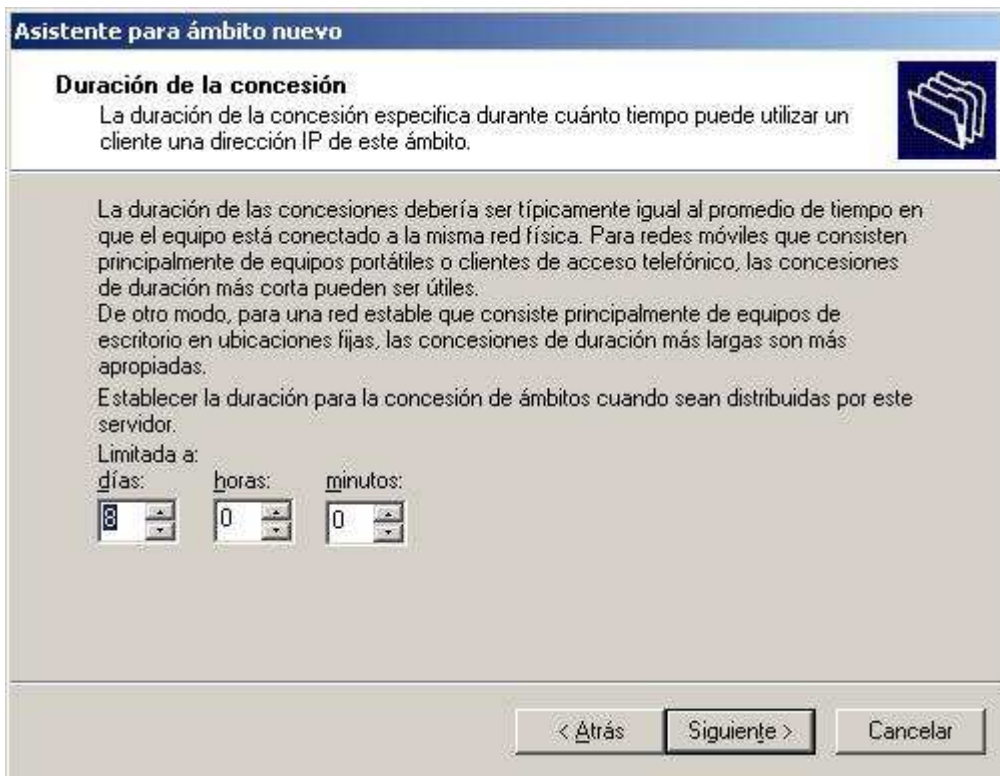 Asistente para ámbito nuevo
Duración de la concesión
La duración de la concesión especifica durante cuánto tiempo puede utilizar un
cliente una dirección IP de este ámbito.
La duración de las concesiones debería ser típicamente igual al promedio de tiempo en
que el equipo está conectado a la misma red física. Para redes móviles que consisten
principalmente de equipos portátiles o clientes de acceso telefónico, las concesiones
de duración más corta pueden ser útiles.
De otro modo, para una red estable que consiste principalmente de equipos de
escritorio en ubicaciones fijas, las concesiones de duración más largas son más
apropiadas.
Establecer la duración para la concesión de ámbitos cuando sean distribuidas por este
servidor.
Limitada a:
días: horas: minutos:
8 0 0
< Atrás Siguiente > Cancelar